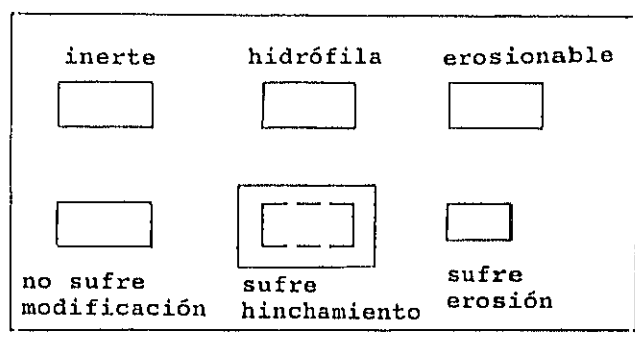 inerte hidrófila erosionable
no sufre sufre sufre
modificación hinchamiento erosión